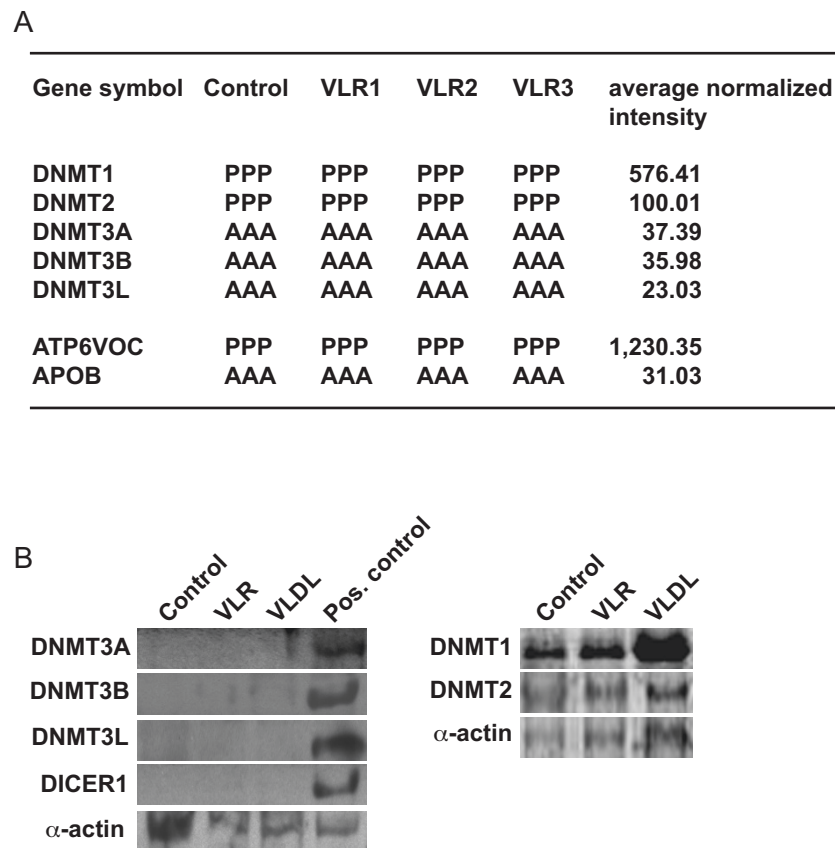 A
Gene symbol Control VLR1 VLR2 VLR3 average normalized
intensity
DNMT1 PPP PPP PPP PPP 576.41
DNMT2 PPP PPP PPP PPP 100.01
DNMT3A AAA AAA AAA AAA 37.39
DNMT3B AAA AAA AAA AAA 35.98
DNMT3L AAA AAA AAA AAA 23.03
ATP6VOC PPP PPP PPP PPP 1,230.35
APOB AAA AAA AAA AAA 31.03
B
Control VLR VLDL Pos. control
DNMT3A
DNMT3B
DNMT3L
DICER1
α-actin
Control VLR VLDL
DNMT1
DNMT2
α-actin